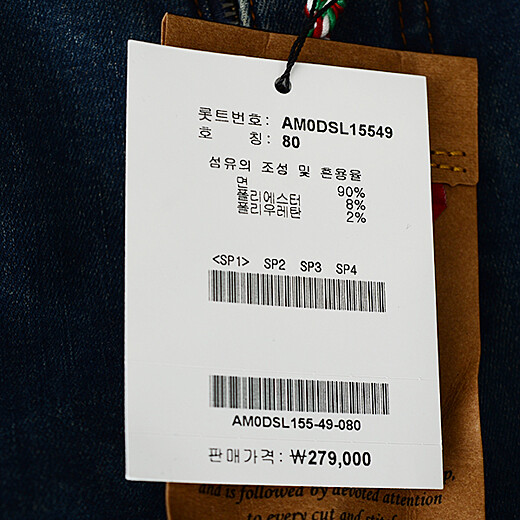 롯트번호: AM0DSL15549
호 칭: 80
섬유의 조성 및 혼용율
면 90%
폴리에스터 8%
폴리우레탄 2%
<SP1> SP2 SP3 SP4
AM0DSL155-49-080
판매가격: ₩279,000
and is followed by devoted attention
to every cut and